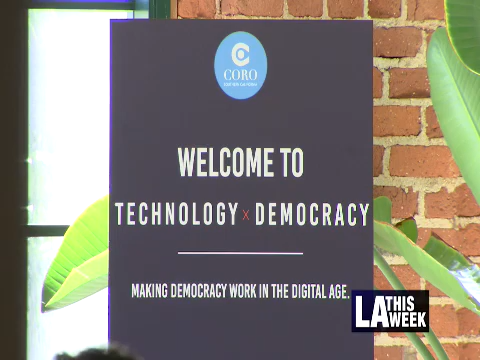 CORO
WELCOME TO
TECHNOLOGY x DEMOCRACY
MAKING DEMOCRACY WORK IN THE DIGITAL AGE.
LA THIS WEEK